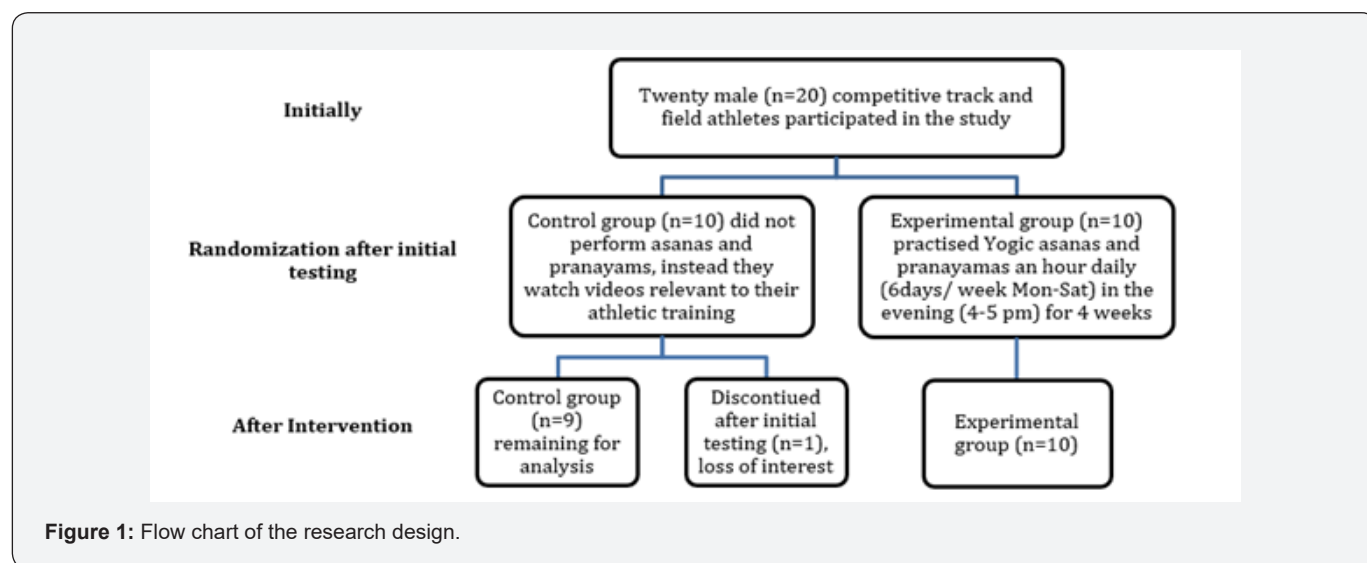 Initially
Twenty male (n=20) competitive track and
field athletes participated in the study
Randomization after initial
testing
Control group (n=10) did not
perform asanas and
pranayams, instead they
watch videos relevant to their
athletic training
Experimental group (n=10)
practised Yogic asanas and
pranayamas an hour daily
(6days/ week Mon-Sat) in the
evening (4-5 pm) for 4 weeks
After Intervention
Control group
(n=9)
remaining for
analysis
Discontiued
after initial
testing (n=1),
loss of interest
Experimental
group (n=10)
Figure 1: Flow chart of the research design.